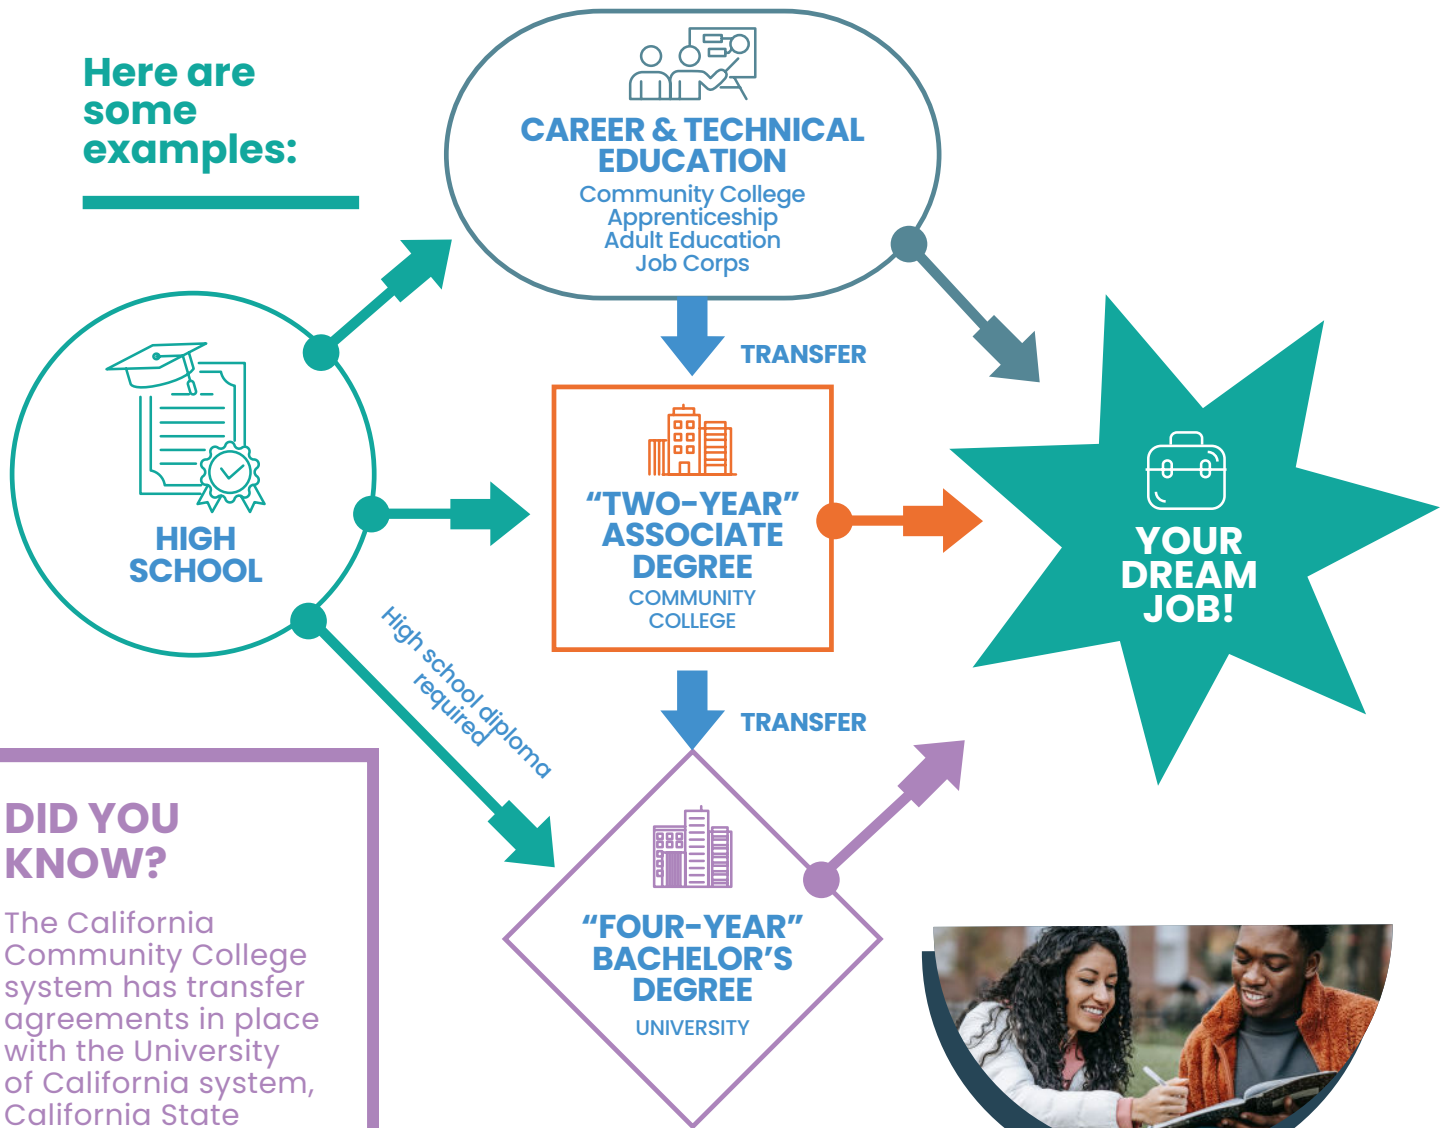 Here are
some
examples:
CAREER & TECHNICAL
EDUCATION
Community College
Apprenticeship
Adult Education
Job Corps
TRANSFER
HIGH
SCHOOL
“TWO-YEAR”
ASSOCIATE
DEGREE
COMMUNITY
COLLEGE
YOUR
DREAM
JOB!
High school diploma
required
TRANSFER
“FOUR-YEAR”
BACHELOR’S
DEGREE
UNIVERSITY
DID YOU
KNOW?
The California
Community College
system has transfer
agreements in place
with the University
of California system,
California State